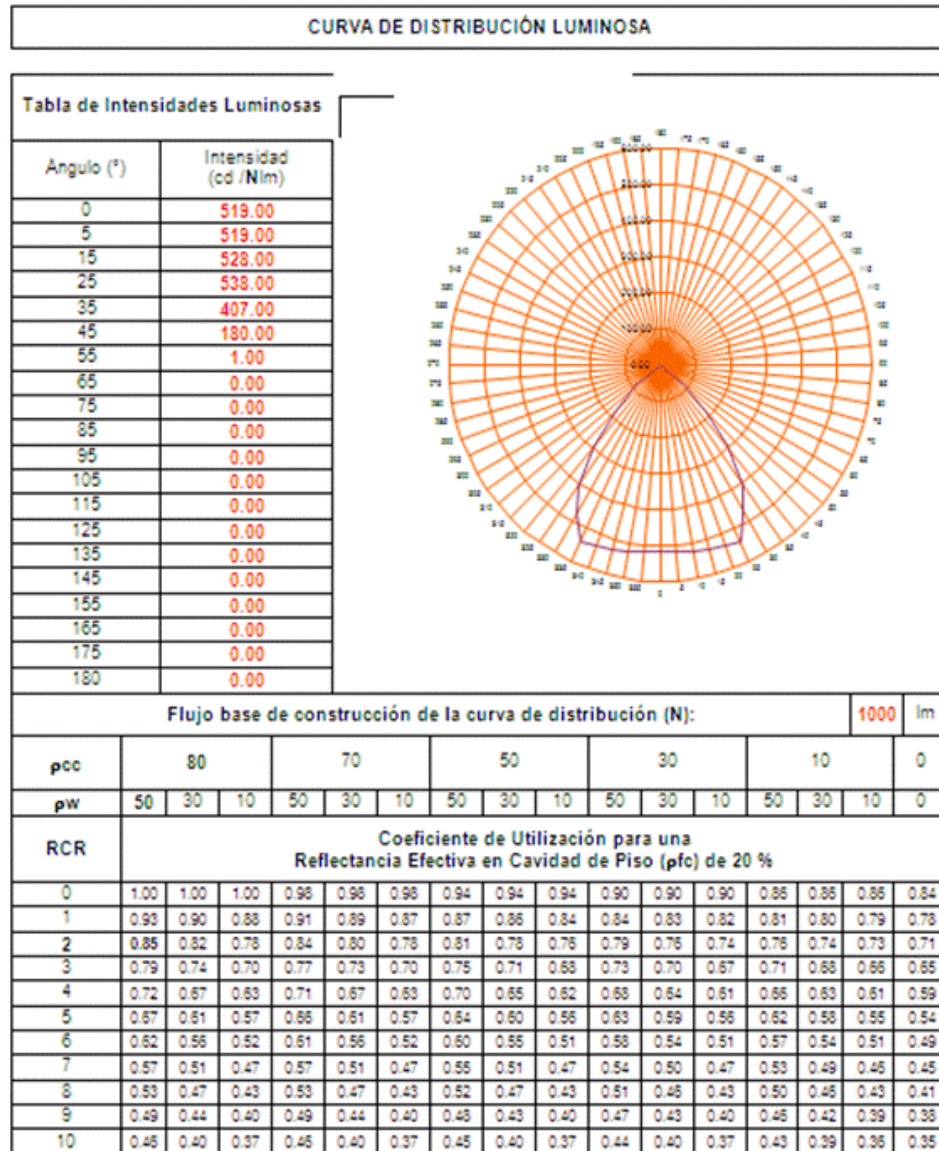 CURVA DE DISTRIBUCIÓN LUMINOSA
Tabla de Intensidades Luminosas
Angulo (°) Intensidad
(cd /Nlm)
0 519.00
5 519.00
15 528.00
25 538.00
35 407.00
45 180.00
55 1.00
65 0.00
75 0.00
85 0.00
95 0.00
105 0.00
115 0.00
125 0.00
135 0.00
145 0.00
155 0.00
165 0.00
175 0.00
180 0.00
100.00
0.00
Flujo base de construcción de la curva de distribución (N): 1000 lm
ρcc 80 70 50 30 10 0
ρw 50 30 10 50 30 10 50 30 10 50 30 10 50 30 10 0
RCR Coeficiente de Utilización para una
Reflectancia Efectiva en Cavidad de Piso (ρfc) de 20 %
0 1.00 1.00 1.00 0.98 0.98 0.98 0.94 0.94 0.94 0.90 0.90 0.90 0.86 0.86 0.86 0.84
1 0.93 0.90 0.88 0.91 0.89 0.87 0.87 0.86 0.84 0.84 0.83 0.82 0.81 0.80 0.79 0.78
2 0.85 0.82 0.78 0.84 0.80 0.78 0.81 0.78 0.76 0.79 0.76 0.74 0.76 0.74 0.73 0.71
3 0.79 0.74 0.70 0.77 0.73 0.70 0.75 0.71 0.68 0.73 0.70 0.67 0.71 0.68 0.66 0.65
4 0.72 0.67 0.63 0.71 0.67 0.63 0.70 0.65 0.62 0.68 0.64 0.61 0.66 0.63 0.61 0.59
5 0.67 0.61 0.57 0.66 0.61 0.57 0.64 0.60 0.56 0.63 0.59 0.56 0.62 0.58 0.55 0.54
6 0.62 0.56 0.52 0.61 0.56 0.52 0.60 0.55 0.51 0.58 0.54 0.51 0.57 0.54 0.51 0.49
7 0.57 0.51 0.47 0.57 0.51 0.47 0.55 0.51 0.47 0.54 0.50 0.47 0.53 0.49 0.46 0.45
8 0.53 0.47 0.43 0.53 0.47 0.43 0.52 0.47 0.43 0.51 0.46 0.43 0.50 0.46 0.43 0.41
9 0.49 0.44 0.40 0.49 0.44 0.40 0.48 0.43 0.40 0.47 0.43 0.40 0.46 0.42 0.39 0.38
10 0.46 0.40 0.37 0.46 0.40 0.37 0.45 0.40 0.37 0.44 0.40 0.37 0.43 0.39 0.36 0.35